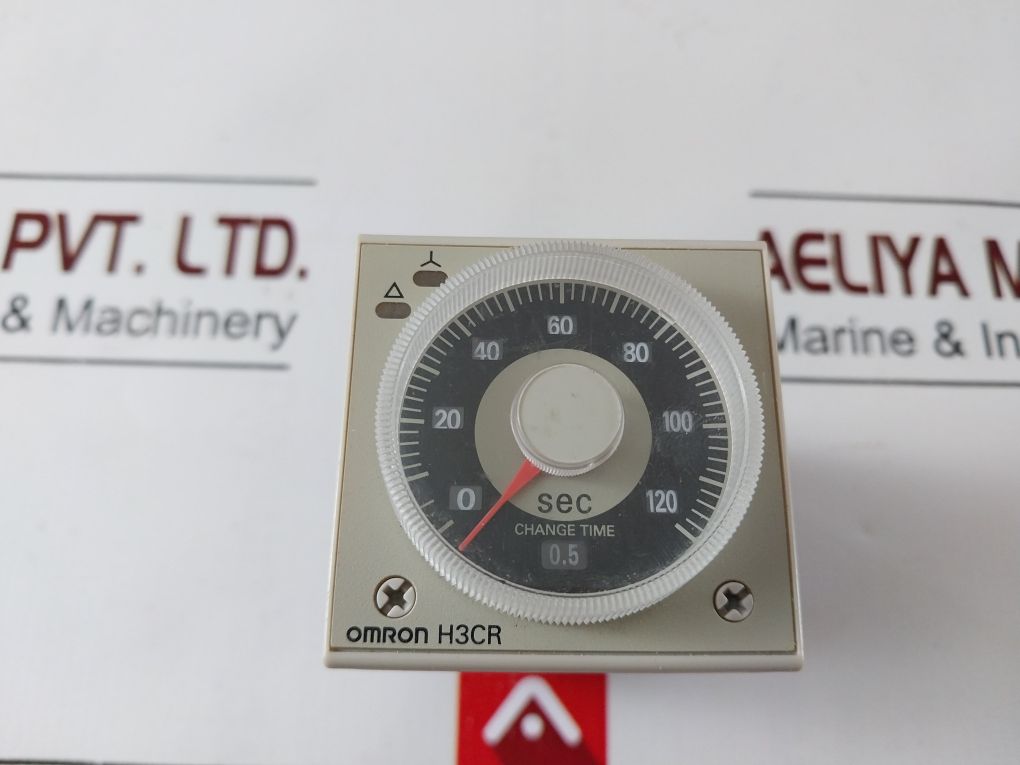 PVT. LTD.
& Machinery
AELIYA M
Marine & In
60
40
80
20
100
0
120
sec
CHANGE TIME
0.5
OMRON H3CR